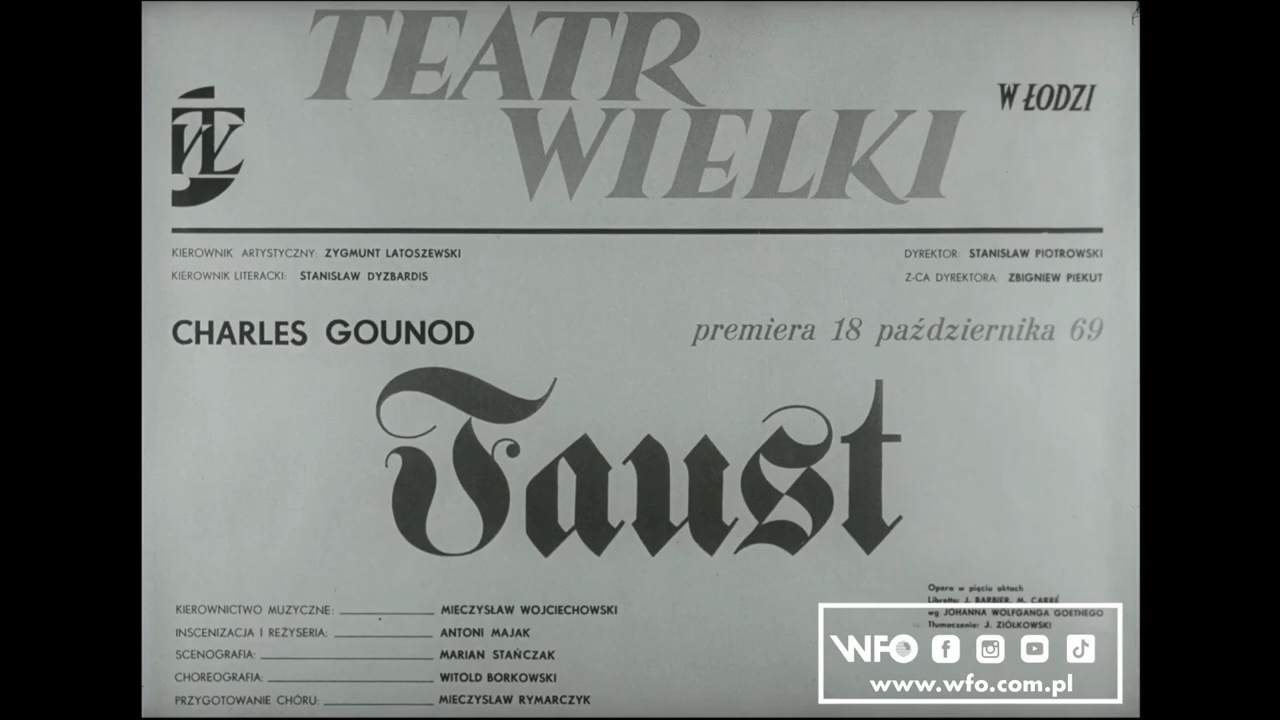 TEATR
WIELKI
W ŁODZI
TWŁ
KIEROWNIK ARTYSTYCZNY: ZYGMUNT LATOSZEWSKI
KIEROWNIK LITERACKI: STANISŁAW DYZBARDIS
DYREKTOR: STANISŁAW PIOTROWSKI
Z-CA DYREKTORA: ZBIGNIEW PIEKUT
CHARLES GOUNOD
premiera 18 października 69
Faust
KIEROWNICTWO MUZYCZNE: MIECZYSŁAW WOJCIECHOWSKI
INSCENIZACJA I REŻYSERIA: ANTONI MAJAK
SCENOGRAFIA: MARIAN STAŃCZAK
CHOREOGRAFIA: WITOLD BORKOWSKI
PRZYGOTOWANIE CHÓRU: MIECZYSŁAW RYMARCZYK
Opera w pięciu aktach
Libretto: J. BARBIER, M. CARRÉ
wg JOHANNA WOLFGANGA GOETHEGO
Tłumaczenie: J. ZIÓŁKOWSKI
WFO
www.wfo.com.pl